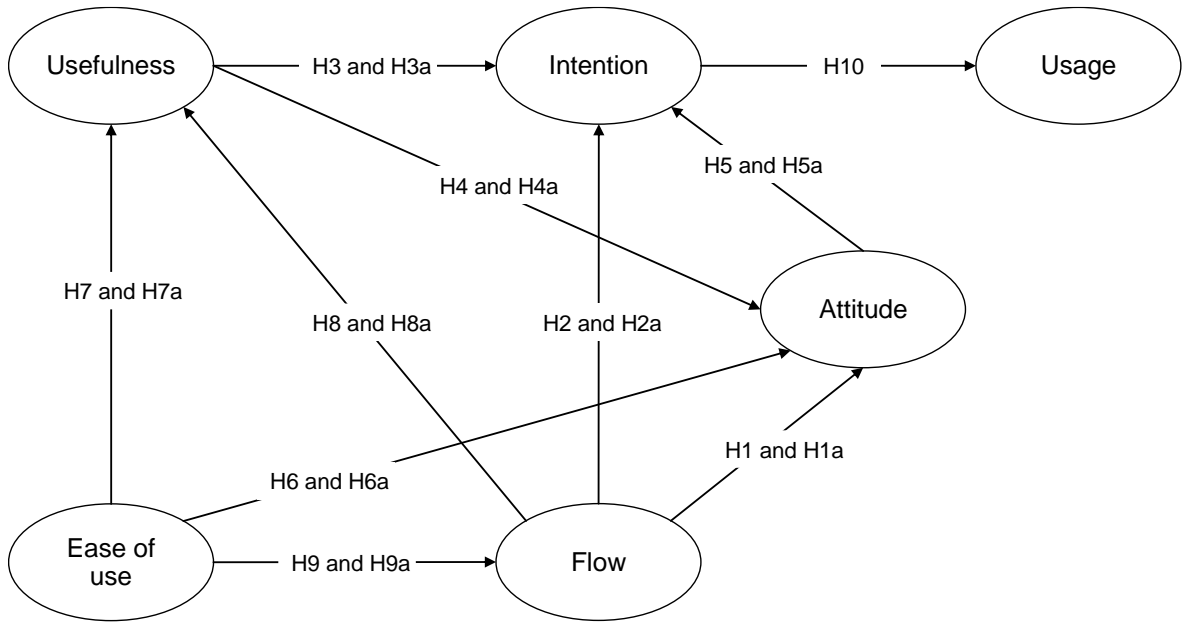 Usefulness
H3 and H3a
Intention
H10
Usage
H5 and H5a
H4 and H4a
H7 and H7a
H8 and H8a
H2 and H2a
Attitude
H1 and H1a
H6 and H6a
Ease of
use
H9 and H9a
Flow